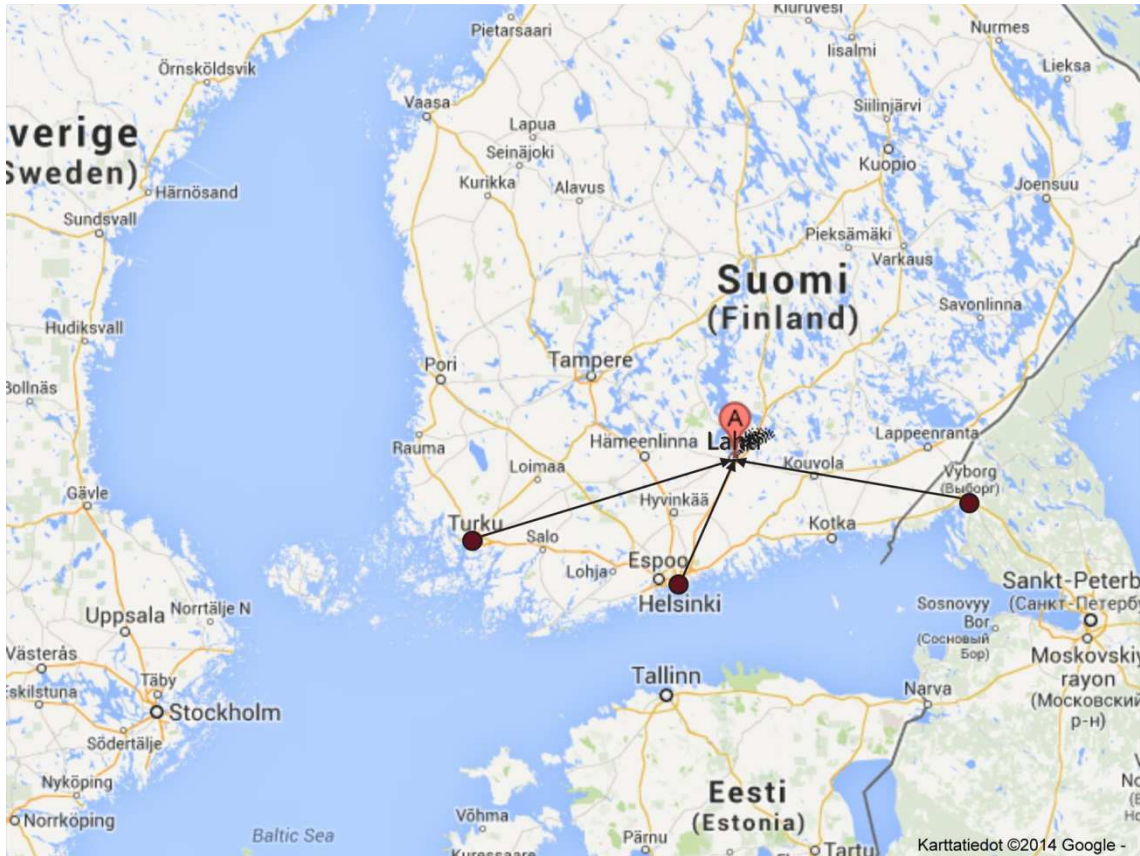 Kiuruvesi
Pietarsaari
Nurmes
Iisalmi
Örnsköldsvik
Lieksa
Vaasa
Siilinjärvi
Lapua
verige
Seinäjoki
Kuopio
Sweden)
Härnösand
Kurikka
Alavus
Joensuu
Sundsvall
Pieksämäki
Varkaus
Suomi
(Finland)
Savonlinna
Hudiksvall
Pori
Tampere
Bollnäs
A
Rauma
Hämeenlinna
Lappeenranta
Loimaa
Kouvola
Vyborg
(Выборг)
Gävle
Hyvinkää
Turku
Salo
Kotka
Espoo
Lohja
Sankt-Peterb
(Санкт-Петербу
Helsinki
Uppsala
Norrtälje N
Sosnovyy
Bor
(Сосновый
Бор)
Västerås
Moskovskiy
rayon
(Московский
р-н)
Täby
Tallinn
Eskilstuna
Narva
Stockholm
Södertälje
Nyköping
Eesti
(Estonia)
Norrköping
Võhma
Baltic Sea
Pärnu
Kuressaare
Tartu
Karttatiedot ©2014 Google -